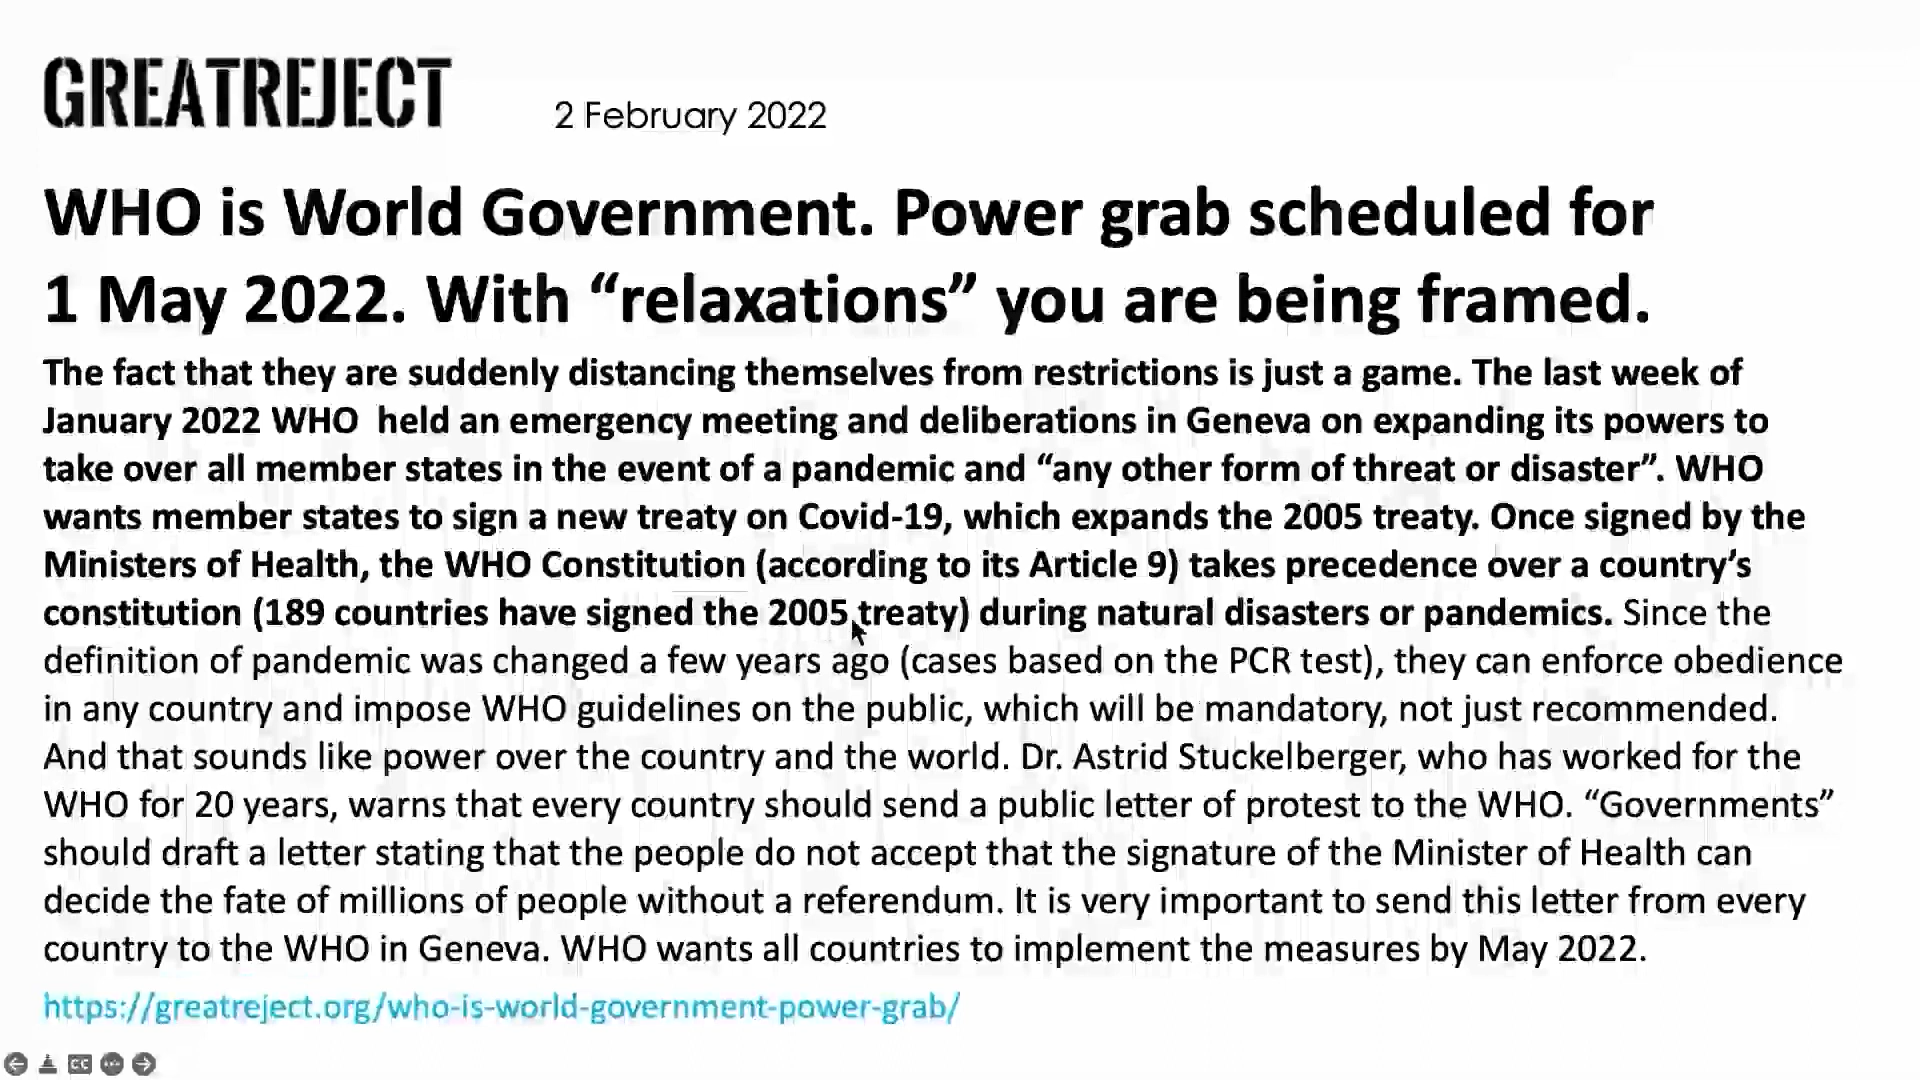 GREATREJECT
2 February 2022
WHO is World Government. Power grab scheduled for
1 May 2022. With “relaxations” you are being framed.
The fact that they are suddenly distancing themselves from restrictions is just a game. The last week of
January 2022 WHO held an emergency meeting and deliberations in Geneva on expanding its powers to
take over all member states in the event of a pandemic and “any other form of threat or disaster”. WHO
wants member states to sign a new treaty on Covid-19, which expands the 2005 treaty. Once signed by the
Ministers of Health, the WHO Constitution (according to its Article 9) takes precedence over a country’s
constitution (189 countries have signed the 2005 treaty) during natural disasters or pandemics. Since the
definition of pandemic was changed a few years ago (cases based on the PCR test), they can enforce obedience
in any country and impose WHO guidelines on the public, which will be mandatory, not just recommended.
And that sounds like power over the country and the world. Dr. Astrid Stuckelberger, who has worked for the
WHO for 20 years, warns that every country should send a public letter of protest to the WHO. “Governments”
should draft a letter stating that the people do not accept that the signature of the Minister of Health can
decide the fate of millions of people without a referendum. It is very important to send this letter from every
country to the WHO in Geneva. WHO wants all countries to implement the measures by May 2022.
https://greatreject.org/who-is-world-government-power-grab/
CC